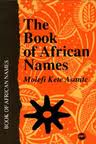 BOOK OF AFRICAN NAMES
The
Book
of African
Names
Molefi Kete Asante